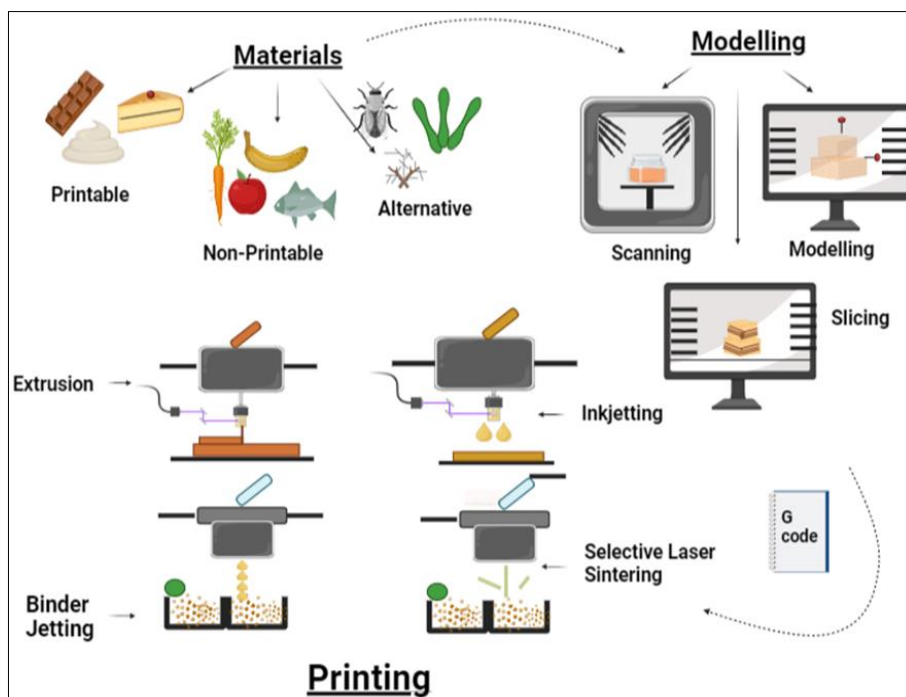 Materials
Modelling
Printable
Non-Printable
Alternative
Scanning
Modelling
Slicing
Extrusion
Inkjetting
G
code
Selective Laser
Sintering
Binder
Jetting
Printing